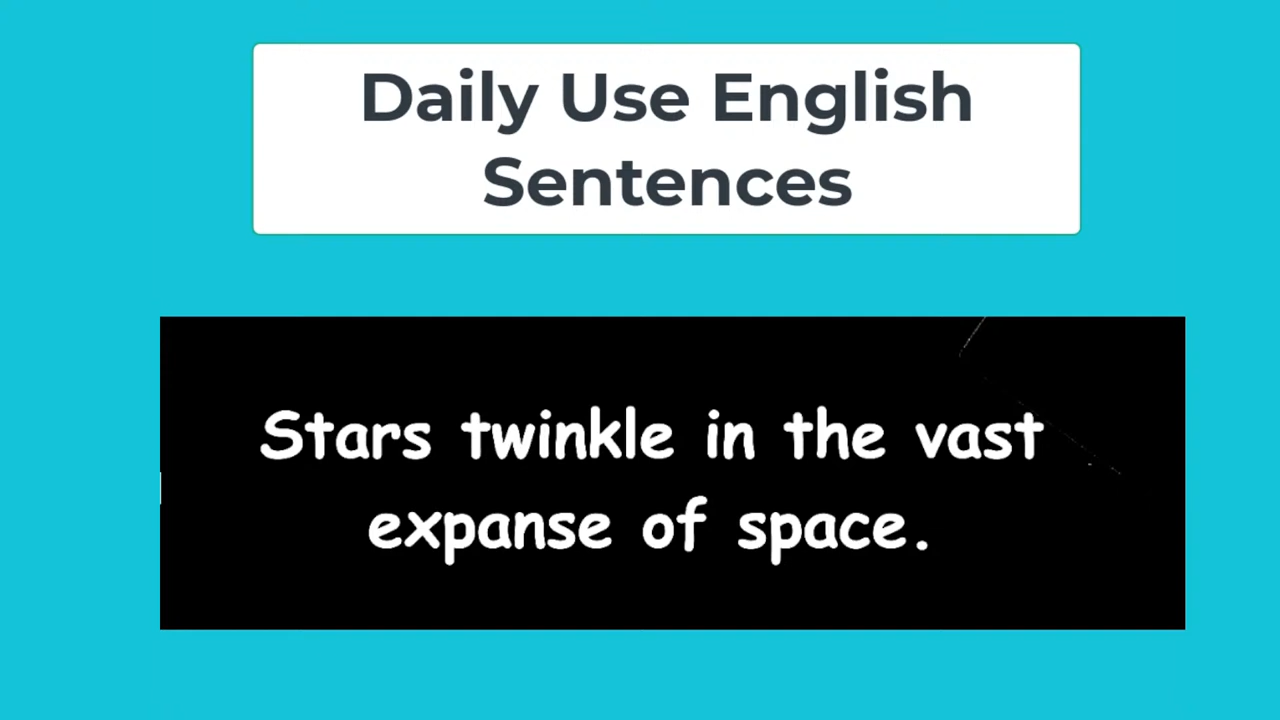 Daily Use English
Sentences
Stars twinkle in the vast
expanse of space.